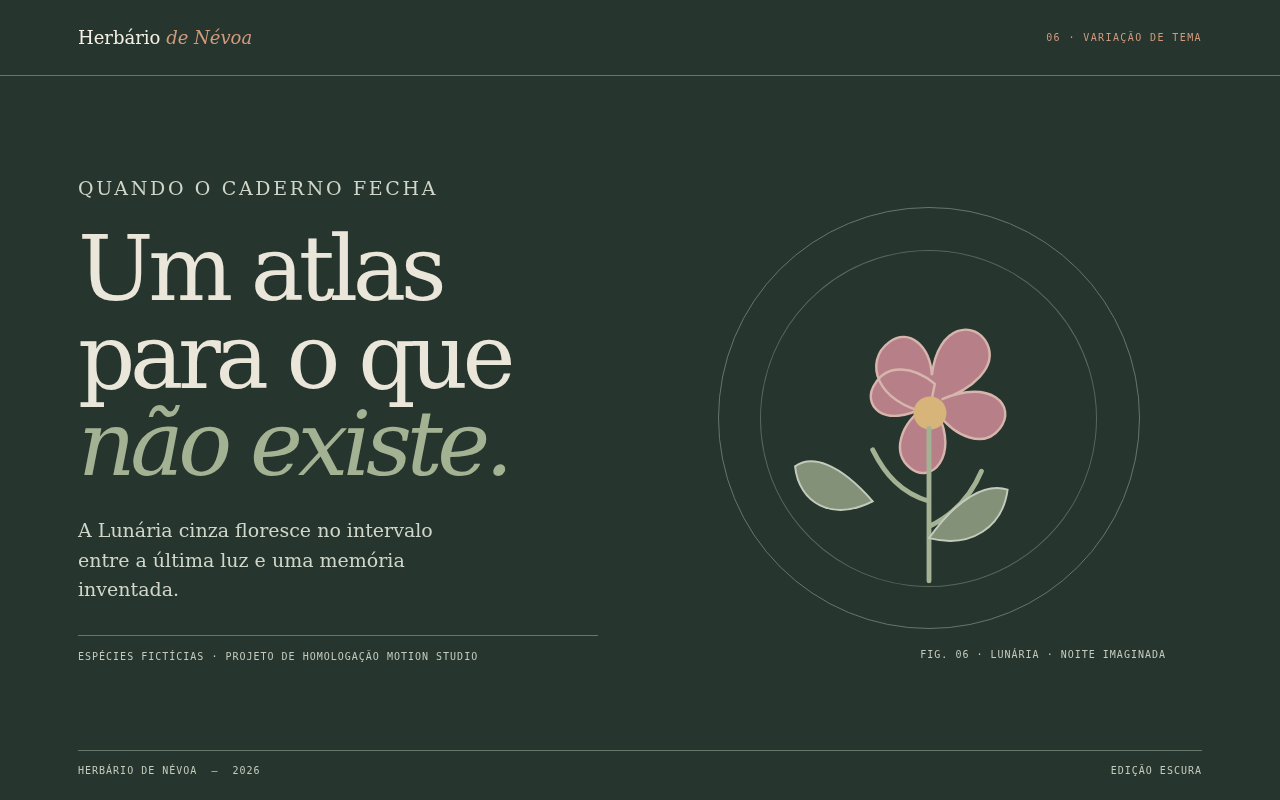 Herbário de Névoa
06 · VARIAÇÃO DE TEMA
QUANDO O CADERNO FECHA
Um atlas
para o que
não existe.
A Lunária cinza floresce no intervalo
entre a última luz e uma memória
inventada.
ESPÉCIES FICTÍCIAS · PROJETO DE HOMOLOGAÇÃO MOTION STUDIO
FIG. 06 · LUNÁRIA · NOITE IMAGINADA
HERBÁRIO DE NÉVOA — 2026
EDIÇÃO ESCURA